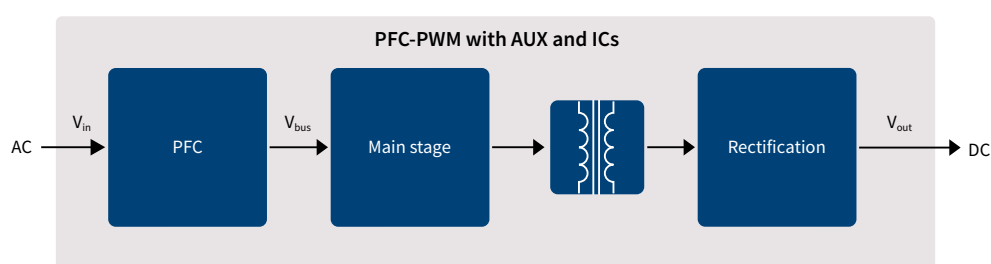 PFC-PWM with AUX and ICs
AC
Vin
PFC
Vbus
Main stage
Rectification
Vout
DC